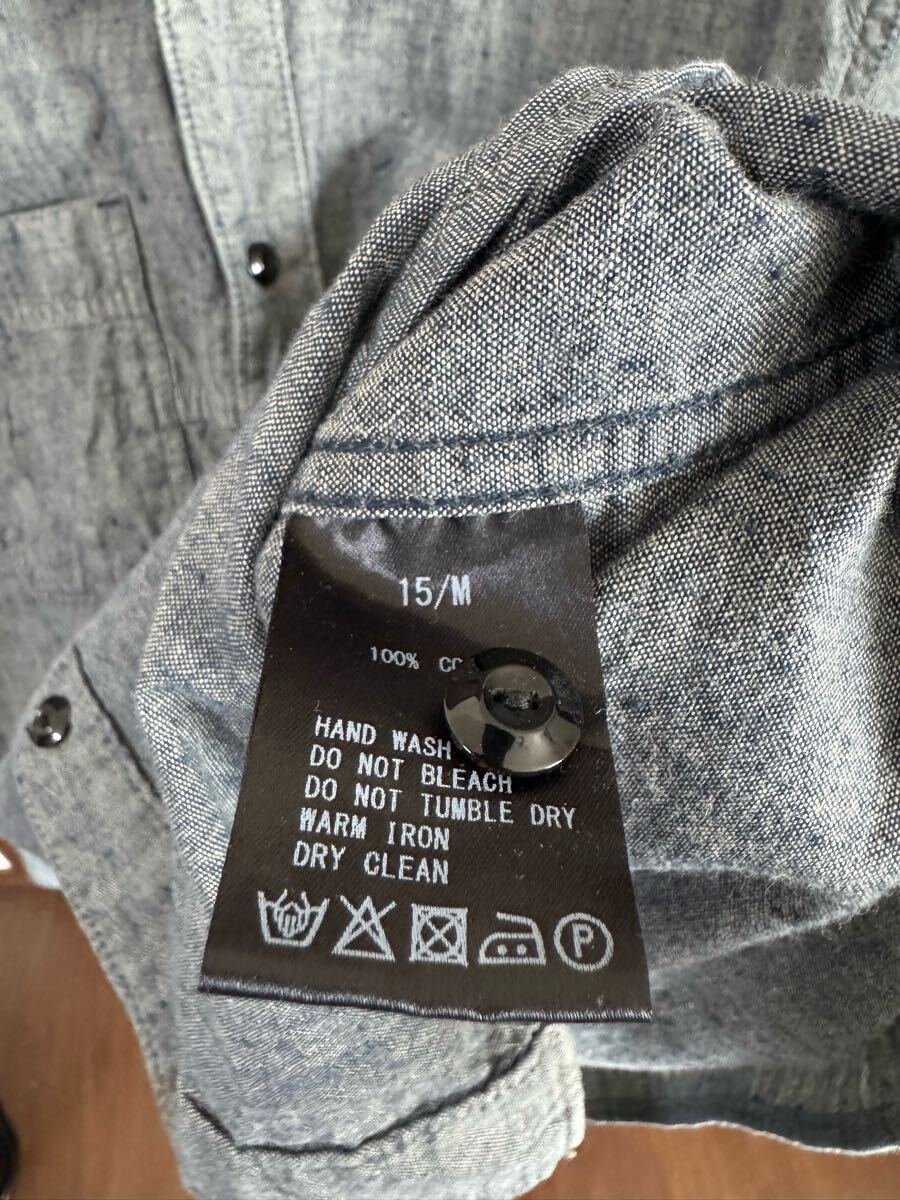 15/M
100%
HAND WASH
DO NOT BLEACH
DO NOT TUMBLE DRY
WARM IRON
DRY CLEAN
P